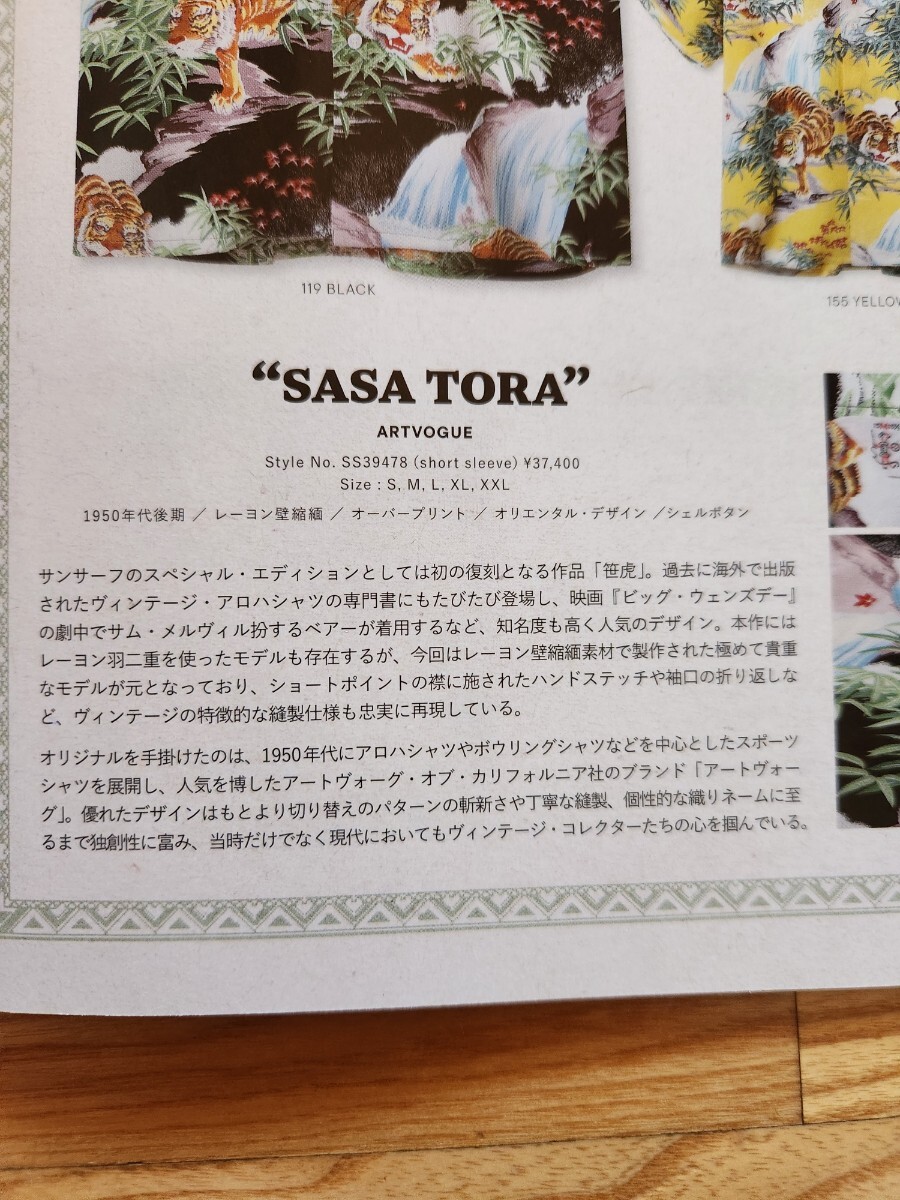 119 BLACK
155 YELLOW
“SASA TORA”
ARTVOGUE
Style No. SS39478 (short sleeve) ¥37,400
Size : S, M, L, XL, XXL
1950年代後期 ／ レーヨン壁縮緬 ／ オーバープリント ／ オリエンタル・デザイン ／シェルボタン
サンサーフのスペシャル・エディションとしては初の復刻となる作品「笹虎」。過去に海外で出版
されたヴィンテージ・アロハシャツの専門書にもたびたび登場し、映画『ビッグ・ウェンズデー』
の劇中でサム・メルヴィル扮するベアーが着用するなど、知名度も高く人気のデザイン。本作には
レーヨン羽二重を使ったモデルも存在するが、今回はレーヨン壁縮緬素材で製作された極めて貴重
なモデルが元となっており、ショートポイントの襟に施されたハンドステッチや袖口の折り返しな
ど、ヴィンテージの特徴的な縫製仕様も忠実に再現している。
オリジナルを手掛けたのは、1950年代にアロハシャツやボウリングシャツなどを中心としたスポーツ
シャツを展開し、人気を博したアートヴォーグ・オブ・カリフォルニア社のブランド「アートヴォー
グ」。優れたデザインはもとより切り替えのパターンの斬新さや丁寧な縫製、個性的な織りネームに至
るまで独創性に富み、当時だけでなく現代においてもヴィンテージ・コレクターたちの心を掴んでいる。